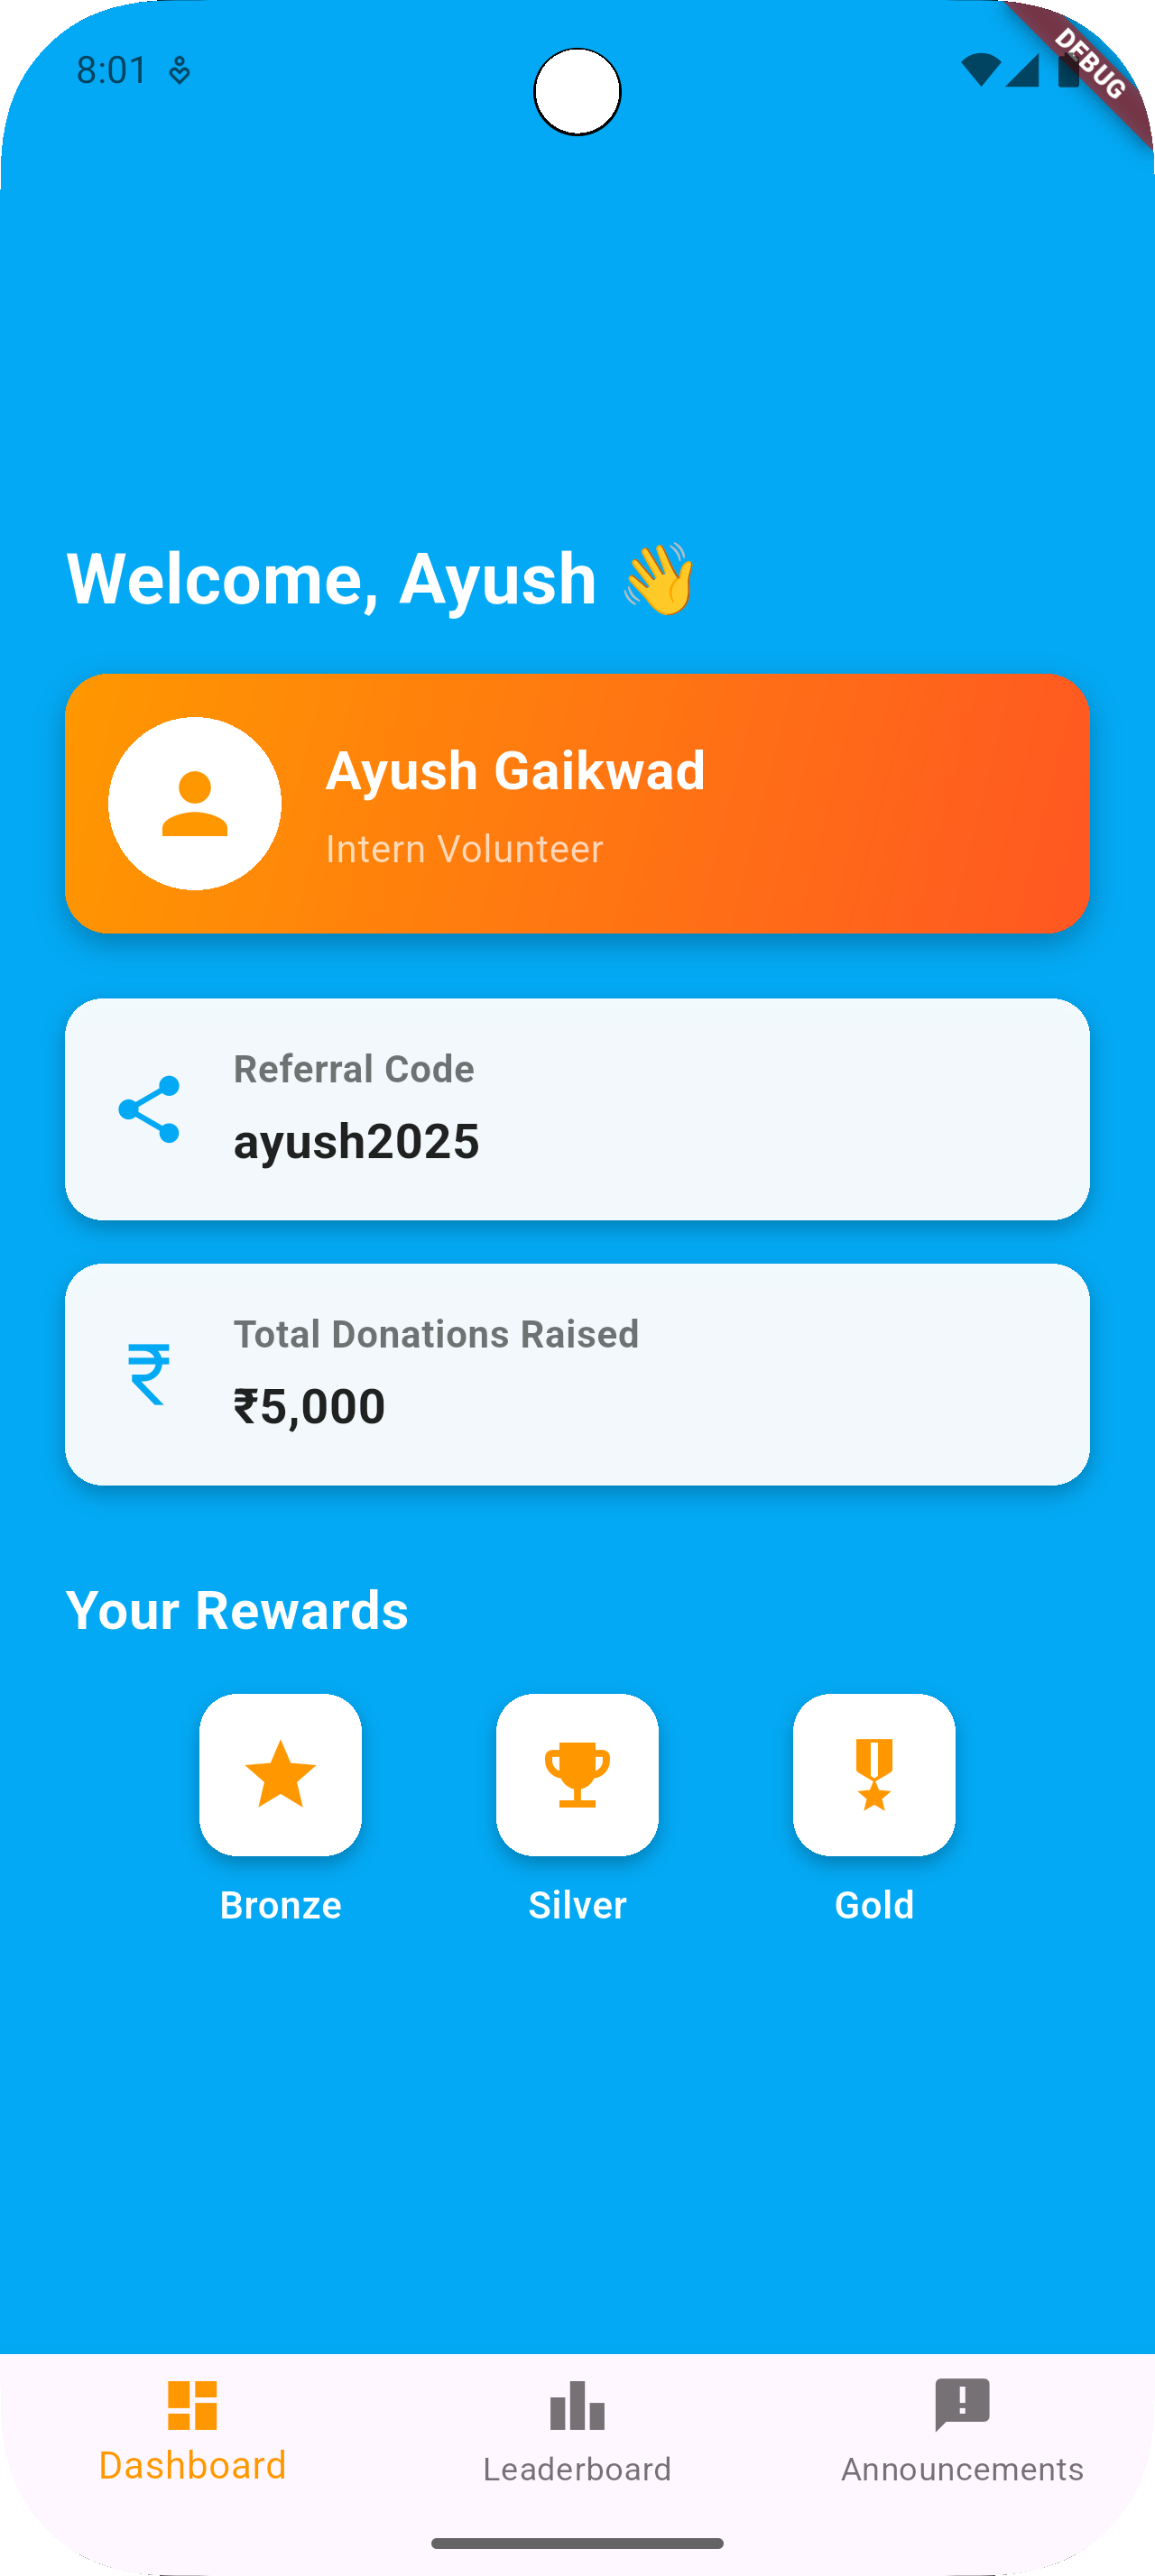 8:01
DEBUG
Welcome, Ayush 👋
Ayush Gaikwad
Intern Volunteer
Referral Code
ayush2025
Total Donations Raised
₹5,000
Your Rewards
Bronze Silver Gold
Dashboard Leaderboard Announcements